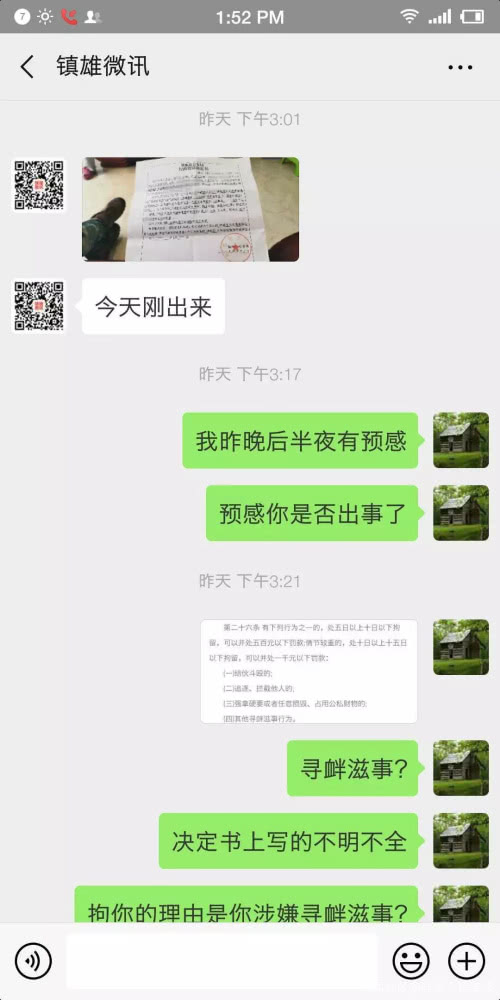 7
1:52 PM
镇雄微讯
昨天 下午3:01
今天刚出来
昨天 下午3:17
我昨晚后半夜有预感
预感你是否出事了
昨天 下午3:21
第二十六条 有下列行为之一的，处五日以上十日以下拘
留，可以并处五百元以下罚款;情节较重的，处十日以上十五日
以下拘留，可以并处一千元以下罚款:
(一)结伙斗殴的;
(二)追逐、拦截他人的;
(三)强拿硬要或者任意损毁、占用公私财物的;
(四)其他寻衅滋事行为。
寻衅滋事?
决定书上写的不明不全
拘你的理由是你涉嫌寻衅滋事?